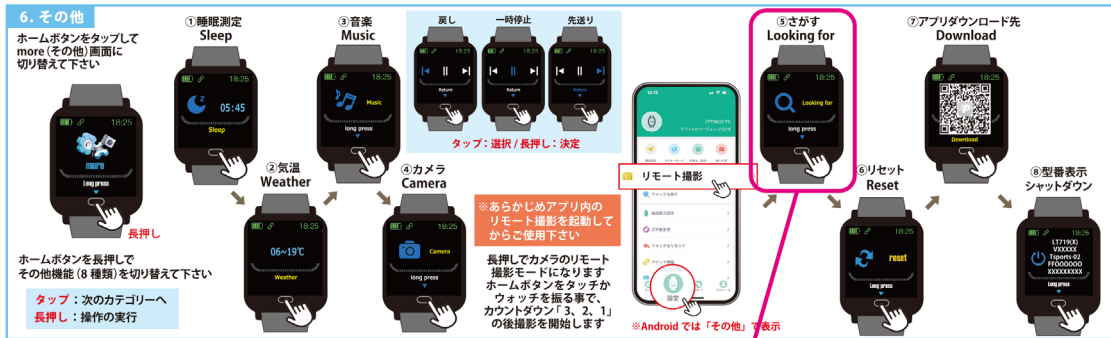 6. その他
ホームボタンをタップして
more(その他)画面に
切り替えて下さい
18:25
more
Long press
長押し
ホームボタンを長押しで
その他機能(8 種類)を切り替えて下さい
タップ：次のカテゴリーへ
長押し：操作の実行
①睡眠測定
Sleep
18:25
05:45
Sleep
②気温
Weather
18:25
06~19℃
Weather
③音楽
Music
18:25
Music
long press
④カメラ
Camera
18:25
Camera
long press
戻し
一時停止
先送り
18:25
18:25
18:25
Return
Return
Return
タップ：選択 / 長押し：決定
※あらかじめアプリ内の
リモート撮影を起動して
からご使用下さい
長押しでカメラのリモート
撮影モードになります
ホームボタンをタッチか
ウォッチを振る事で、
カウントダウン「3、2、1」
の後撮影を開始します
リモート撮影
設定
※Android では「その他」で表示
⑤さがす
Looking for
18:25
Looking for
long press
⑥リセット
Reset
18:25
reset
Long press
⑦アプリダウンロード先
Download
18:25
Download
⑧型番表示
シャットダウン
LT719(X)
VXXXXX
Tsports-02
FFOOOOOO
XXXXXXXXX
Long press